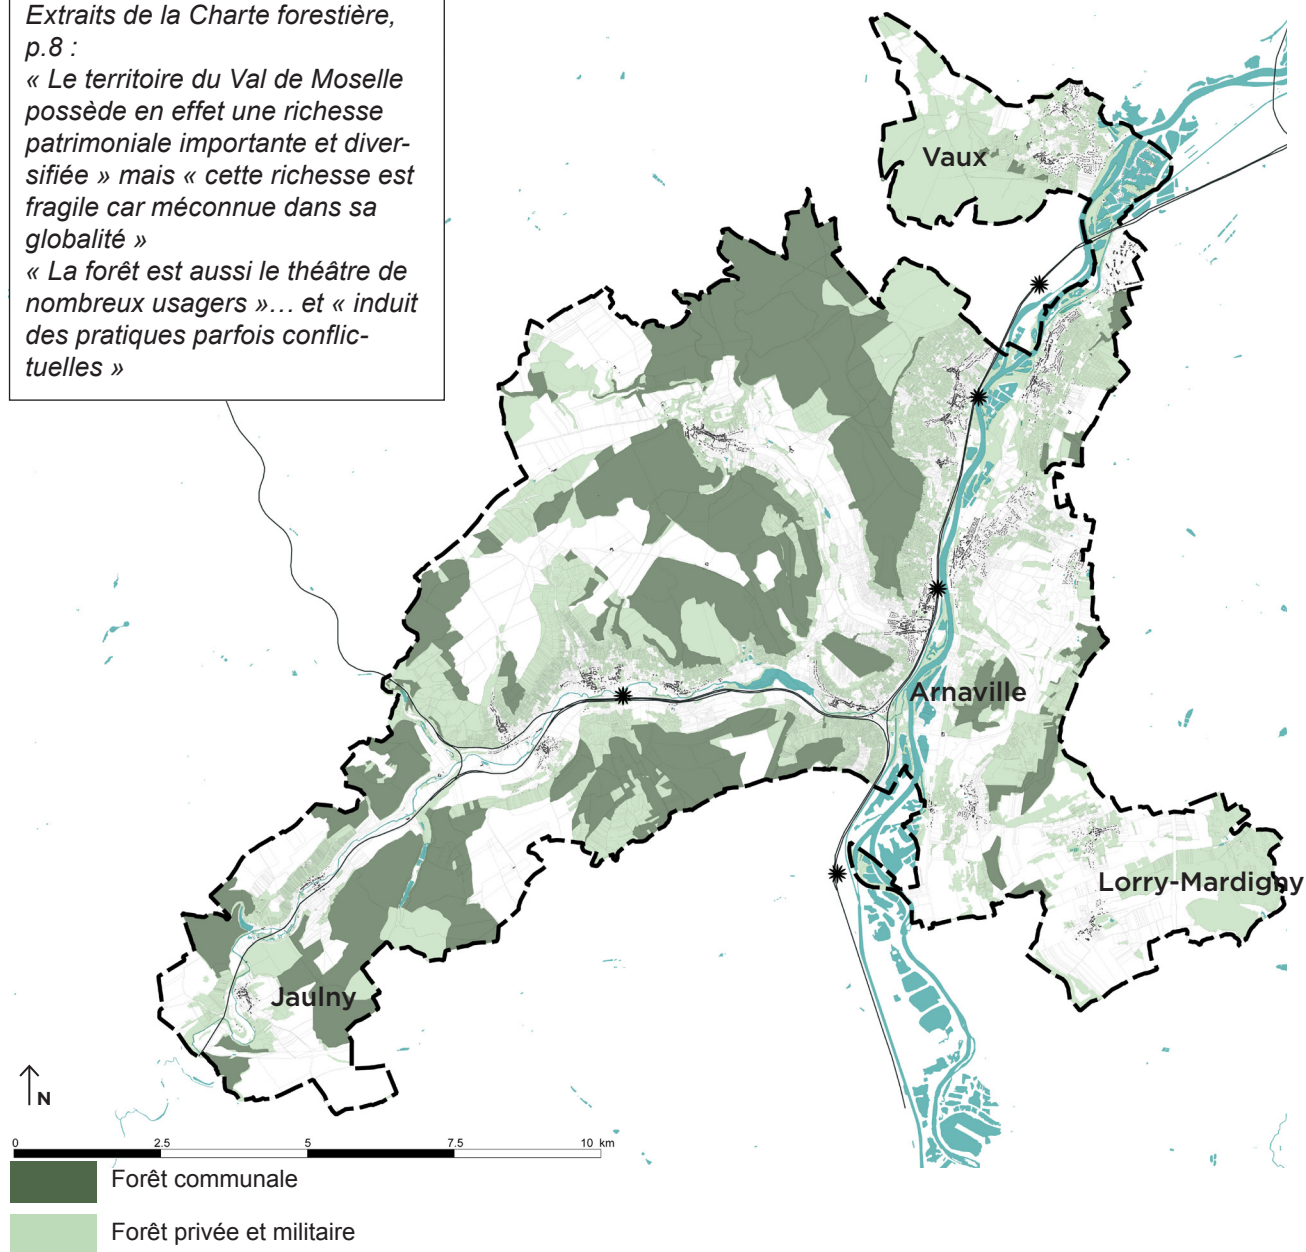 Extraits de la Charte forestière,
p.8 :
« Le territoire du Val de Moselle
possède en effet une richesse
patrimoniale importante et diver-
sifiée » mais « cette richesse est
fragile car méconnue dans sa
globalité »
« La forêt est aussi le théâtre de
nombreux usagers »... et « induit
des pratiques parfois conflic-
tuelles »
Vaux
Arnaville
Lorry-Mardigny
Jaulny
N
0 2.5 5 7.5 10 km
Forêt communale
Forêt privée et militaire